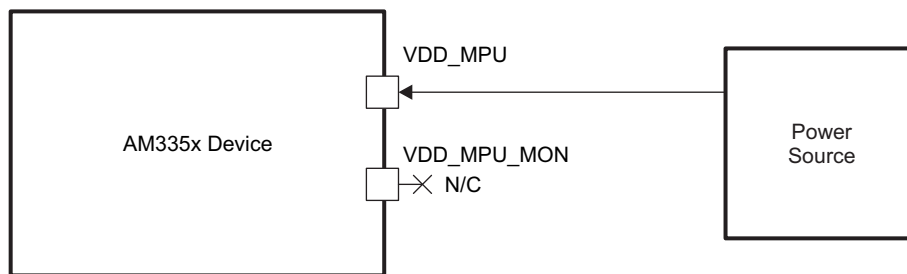 VDD_MPU
AM335x Device
Power
Source
VDD_MPU_MON
N/C